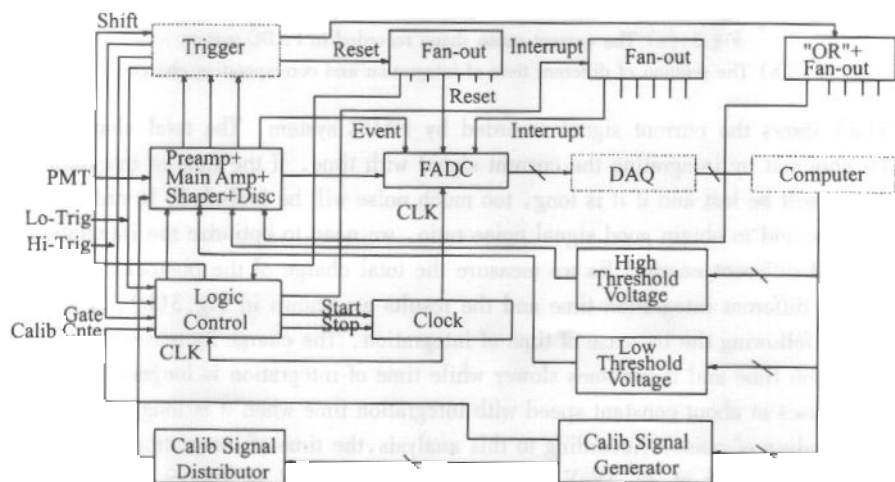 Shift
Trigger
Reset
Fan-out
Interrupt
Fan-out
"OR"+
Fan-out
Reset
Event
Interrupt
Preamp+
Main Amp+
Shaper+Disc
PMT
FADC
DAQ
Computer
CLK
Lo-Trig
Hi-Trig
High
Threshold
Voltage
Logic
Control
Gate
Calib
Start
Stop
Clock
CLK
Low
Threshold
Voltage
Calib Signal
Distributor
Calib Signal
Generator